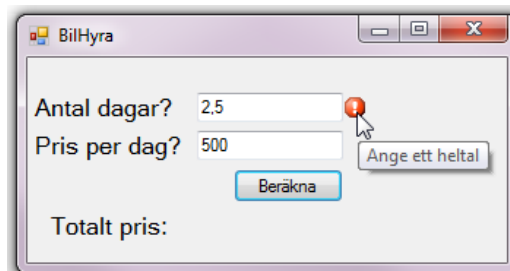 BilHyra
Antal dagar? 2,5
Pris per dag? 500
Ange ett heltal
Beräkna
Totalt pris: